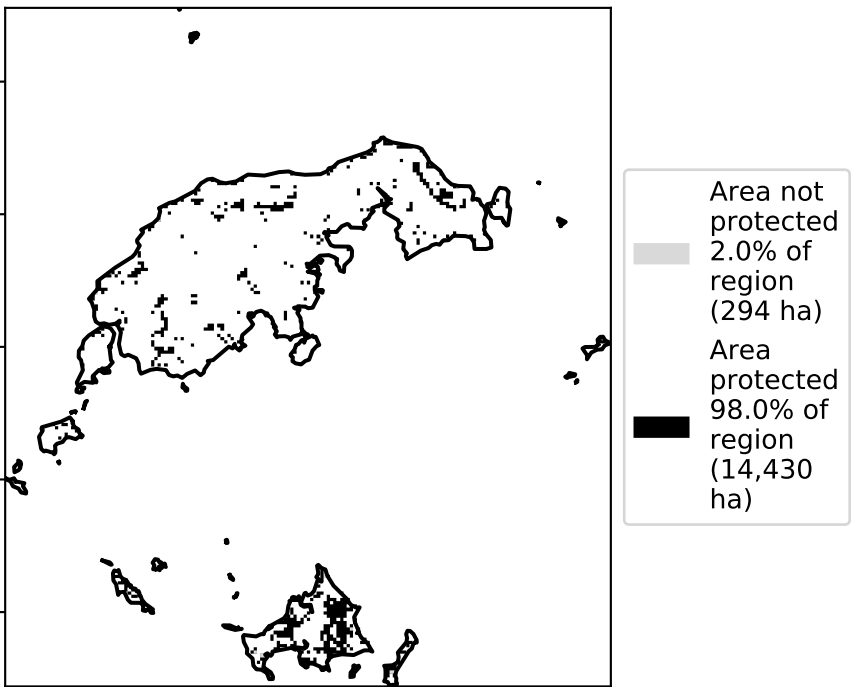 Area not
protected
2.0% of
region
(294 ha)
Area
protected
98.0% of
region
(14,430
ha)